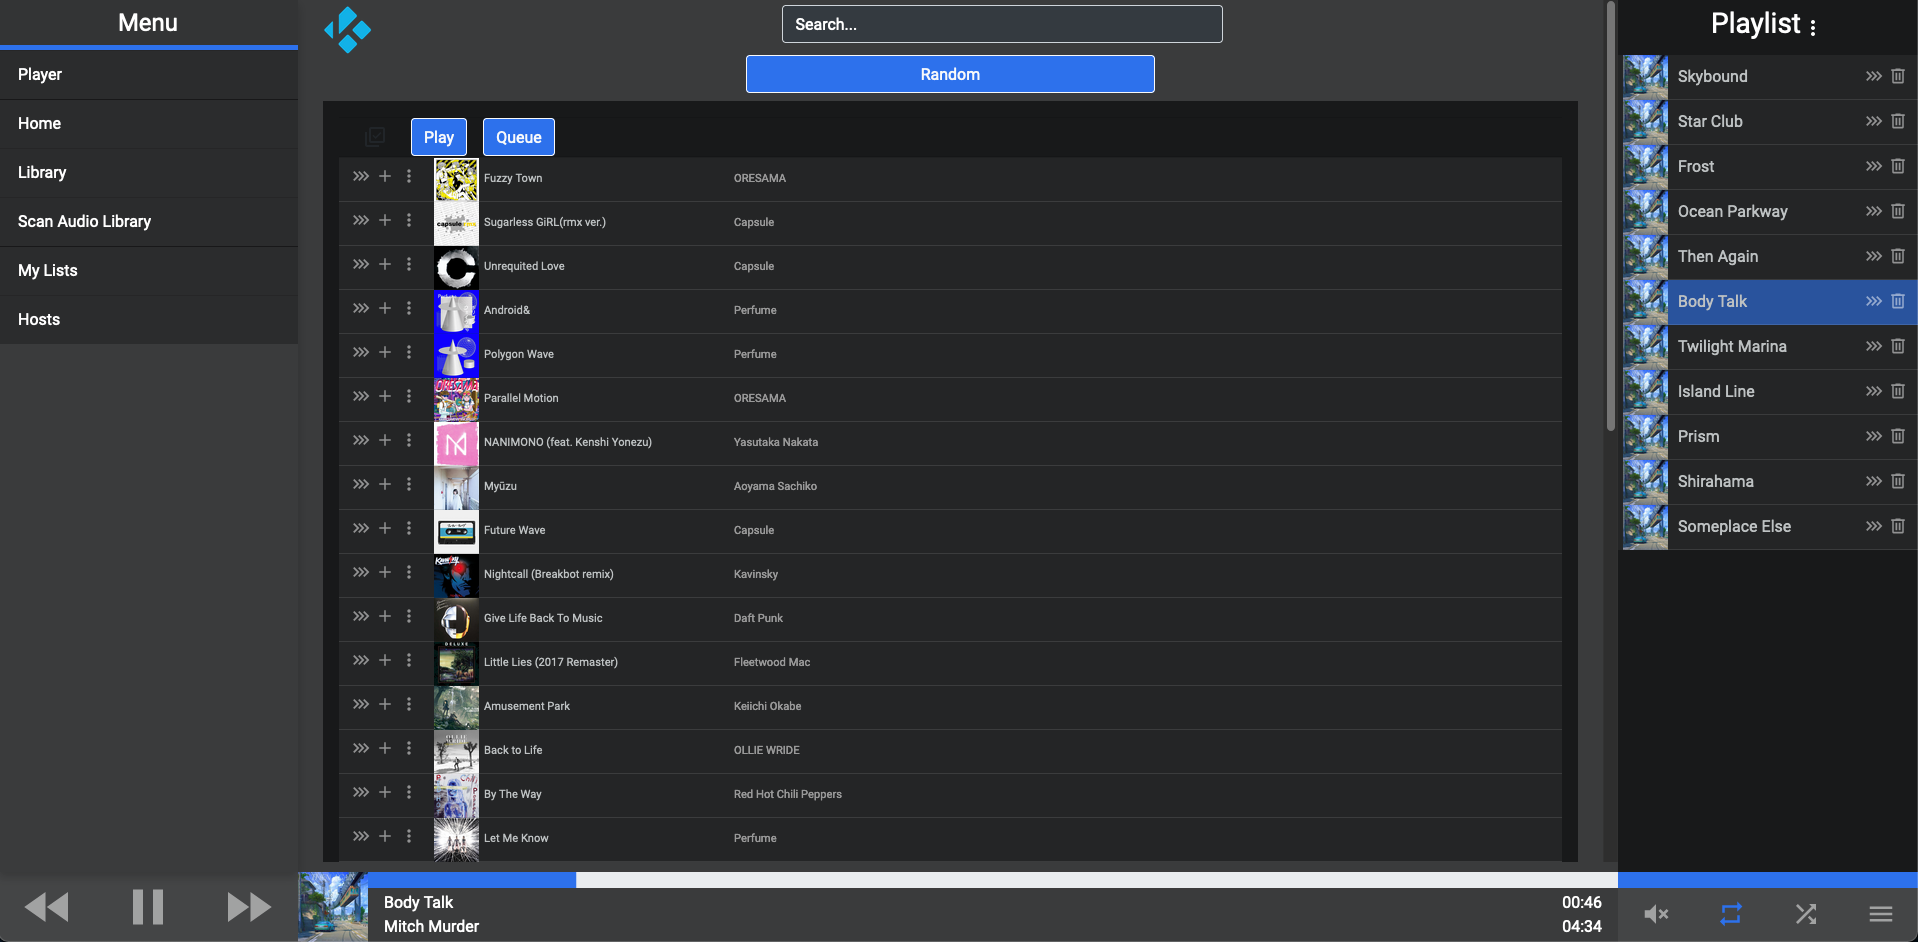 Menu
Player
Home
Library
Scan Audio Library
My Lists
Hosts
Search...
Random
Play Queue
Fuzzy Town ORESAMA
Sugarless GiRL(rmx ver.) Capsule
Unrequited Love Capsule
Android& Perfume
Polygon Wave Perfume
Parallel Motion ORESAMA
NANIMONO (feat. Kenshi Yonezu) Yasutaka Nakata
Myūzu Aoyama Sachiko
Future Wave Capsule
Nightcall (Breakbot remix) Kavinsky
Give Life Back To Music Daft Punk
Little Lies (2017 Remaster) Fleetwood Mac
Amusement Park Keiichi Okabe
Back to Life OLLIE WRIDE
By The Way Red Hot Chili Peppers
Let Me Know Perfume
Playlist
Skybound
Star Club
Frost
Ocean Parkway
Then Again
Body Talk
Twilight Marina
Island Line
Prism
Shirahama
Someplace Else
Body Talk 00:46
Mitch Murder 04:34